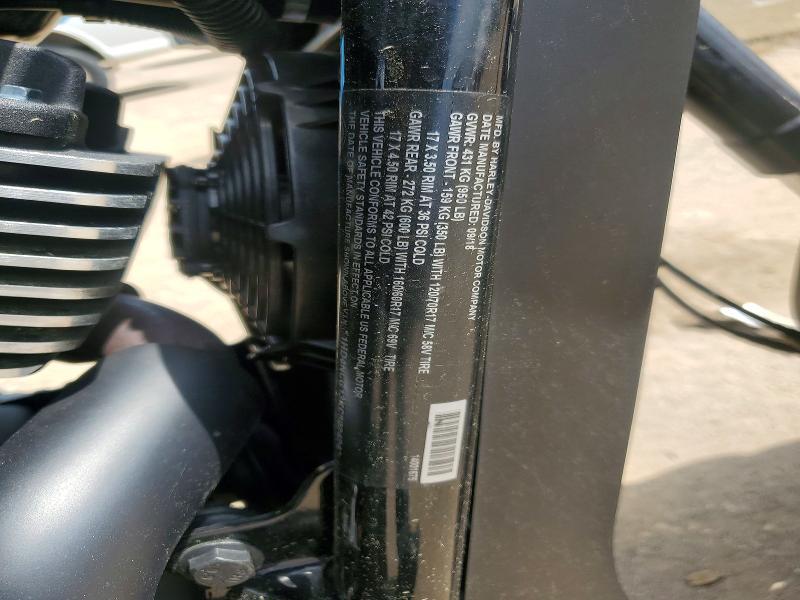 MFD. BY HARLEY-DAVIDSON MOTOR COMPANY
DATE MANUFACTURED: 09/18
GVWR: 431 KG (950 LB)
GAWR FRONT - 159 KG (350 LB) WITH 120/70R17 M/C 58V TIRE
17 X 3.50 RIM AT 36 PSI COLD
GAWR REAR - 272 KG (600 LB) WITH 160/60R17 M/C 69V TIRE
17 X 4.50 RIM AT 42 PSI COLD
THIS VEHICLE CONFORMS TO ALL APPLICABLE US FEDERAL MOTOR
VEHICLE SAFETY STANDARDS IN EFFECT ON
THE DATE OF MANUFACTURE SHOWN ABOVE V.I.N.